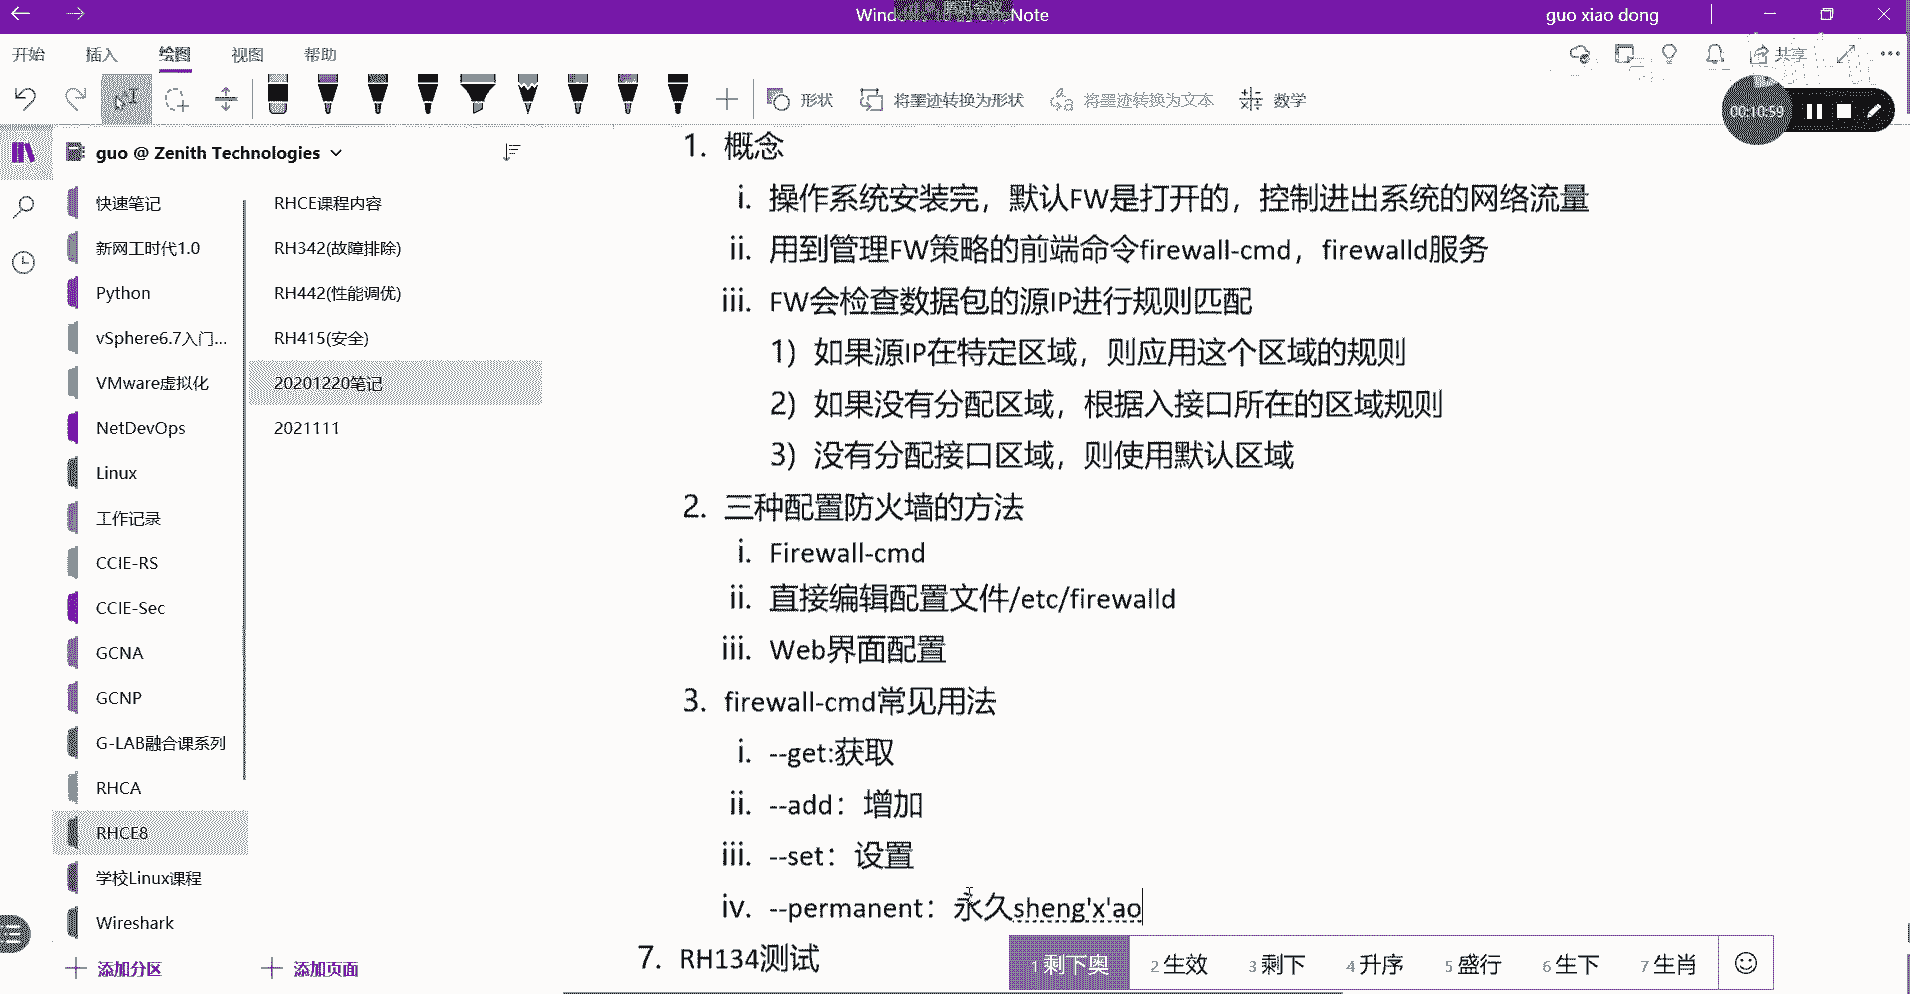 guo xiao dong
开始 插入 绘图 视图 帮助
共享
形状 将墨迹转换为形状 将墨迹转换为文本 数学
00:10:59
guo @ Zenith Technologies
快速笔记
新网工时代1.0
Python
vSphere6.7入门...
VMware虚拟化
NetDevOps
Linux
工作记录
CCIE-RS
CCIE-Sec
GCNA
GCNP
G-LAB融合课系列
RHCA
RHCE8
学校Linux课程
Wireshark
添加分区
RHCE课程内容
RH342(故障排除)
RH442(性能调优)
RH415(安全)
20201220笔记
2021111
添加页面
1. 概念
i. 操作系统安装完，默认FW是打开的，控制进出系统的网络流量
ii. 用到管理FW策略的前端命令firewall-cmd，firewalld服务
iii. FW会检查数据包的源IP进行规则匹配
1) 如果源IP在特定区域，则应用这个区域的规则
2) 如果没有分配区域，根据入接口所在的区域规则
3) 没有分配接口区域，则使用默认区域
2. 三种配置防火墙的方法
i. Firewall-cmd
ii. 直接编辑配置文件/etc/firewalld
iii. Web界面配置
3. firewall-cmd常见用法
i. --get:获取
ii. --add：增加
iii. --set：设置
iv. --permanent：永久sheng'x'ao
7. RH134测试
1 剩下奥 2 生效 3 剩下 4 升序 5 盛行 6 生下 7 生肖